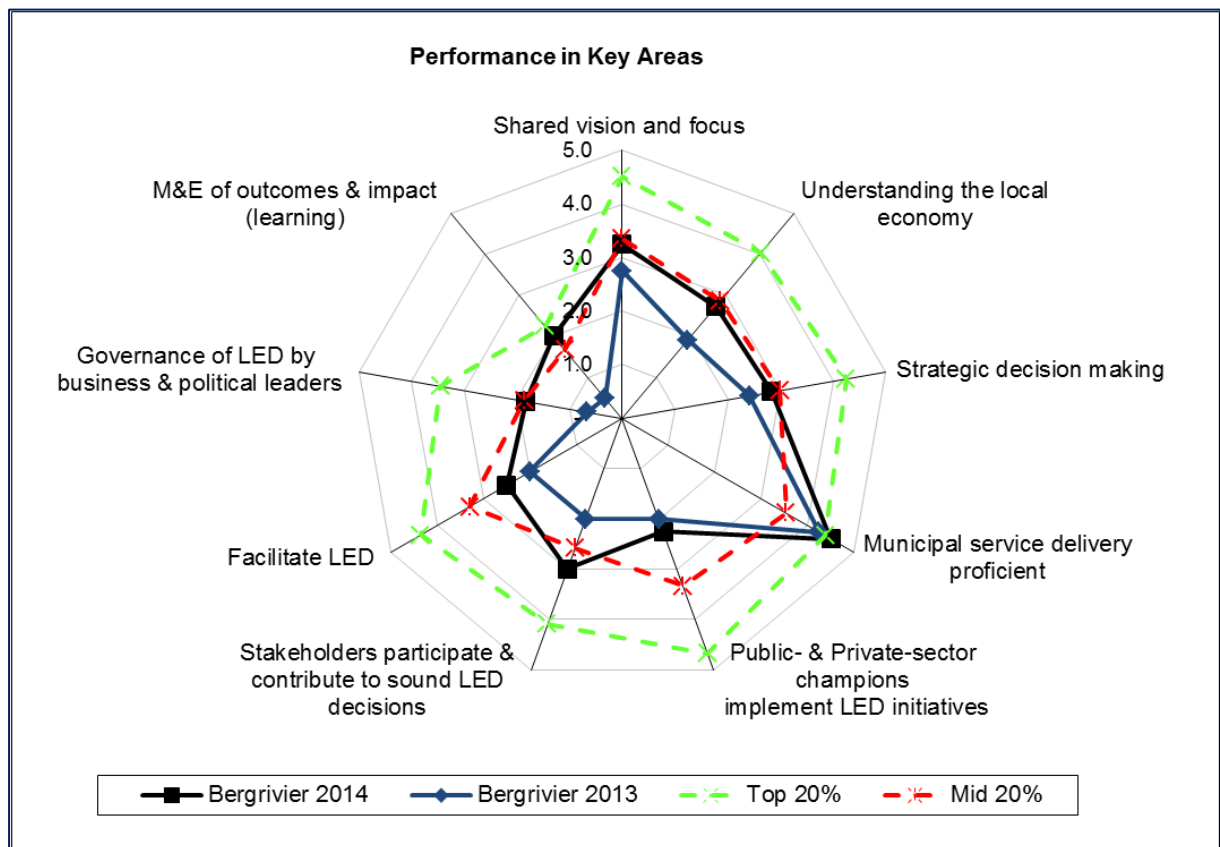 Performance in Key Areas
Shared vision and focus
5.0
4.0
3.0
2.0
1.0
-
Understanding the local
economy
Strategic decision making
Municipal service delivery
proficient
Public- & Private-sector
champions
implement LED initiatives
Stakeholders participate &
contribute to sound LED
decisions
Facilitate LED
Governance of LED by
business & political leaders
M&E of outcomes & impact
(learning)
Bergrivier 2014
Bergrivier 2013
Top 20%
Mid 20%